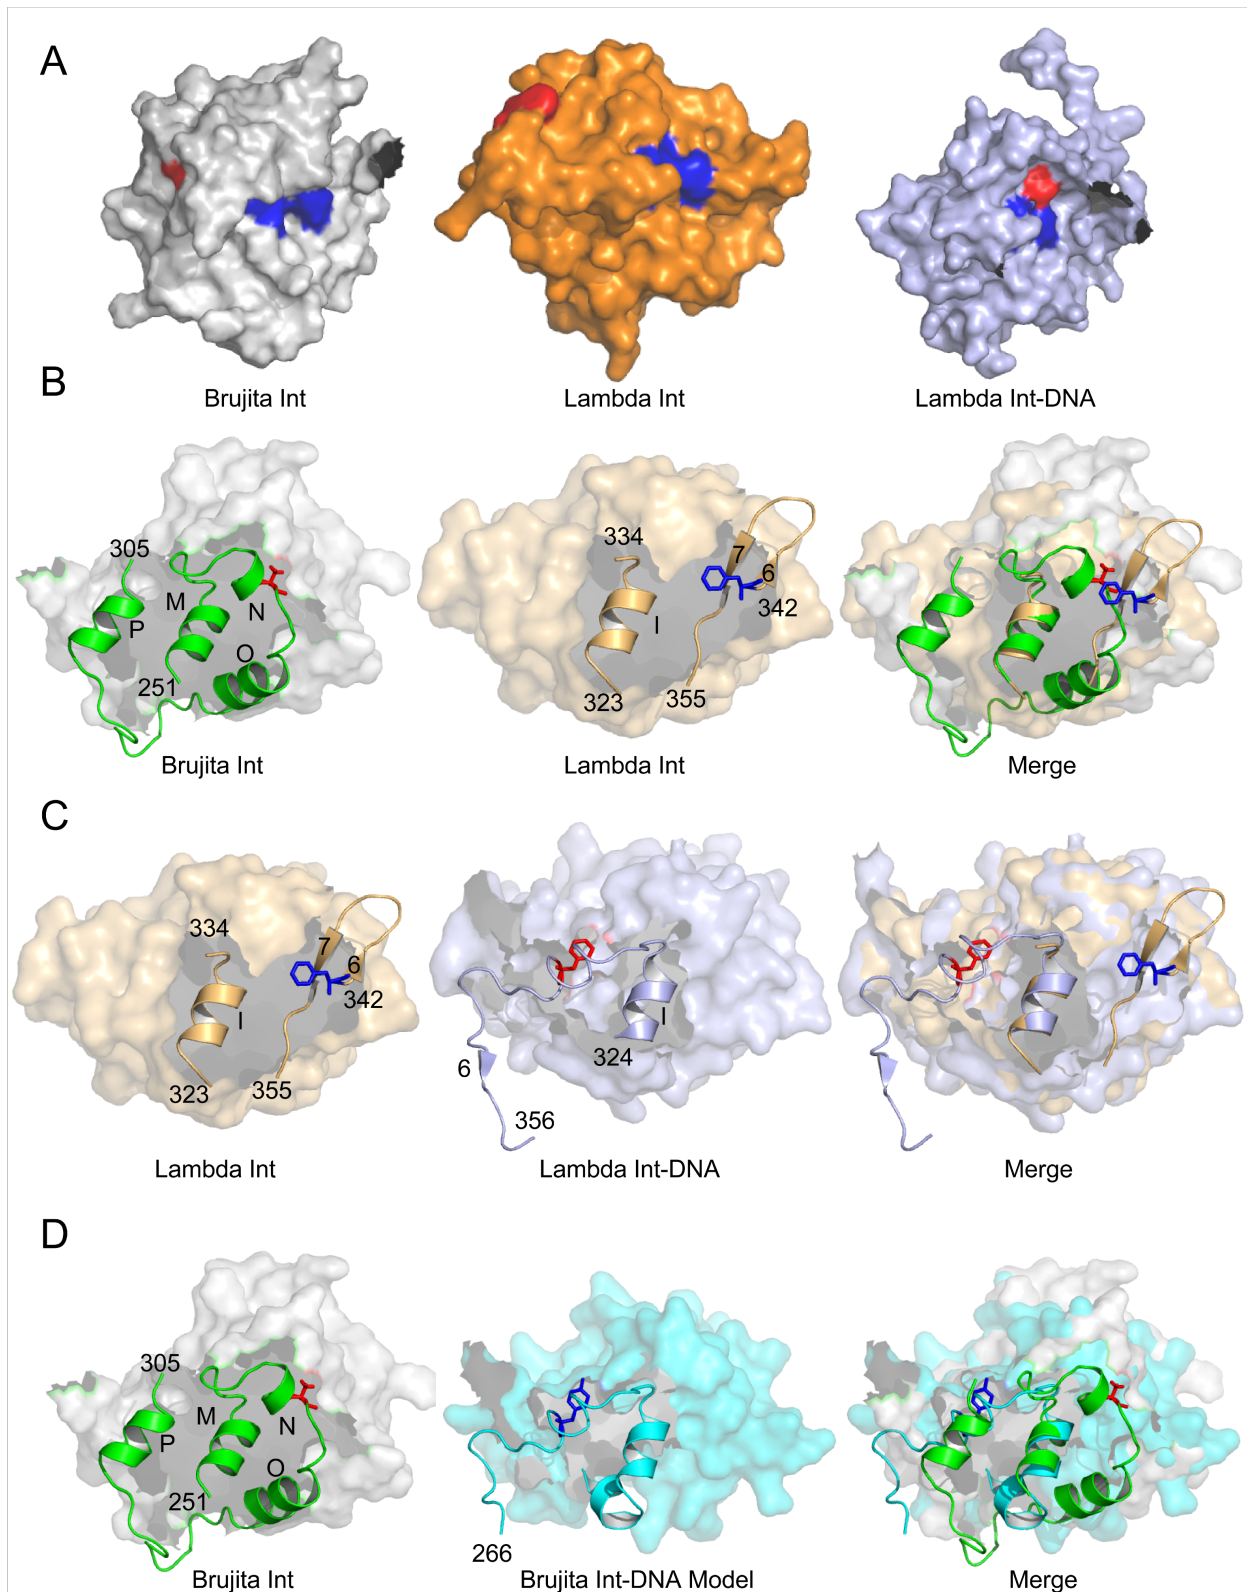 A
Brujita Int Lambda Int Lambda Int-DNA
B
305 M P N O 251
334 7 6 342 I 323 355
Brujita Int Lambda Int Merge
C
334 7 6 342 I 323 355
I 324 6 356
Lambda Int Lambda Int-DNA Merge
D
305 M P N O 251
266
Brujita Int Brujita Int-DNA Model Merge